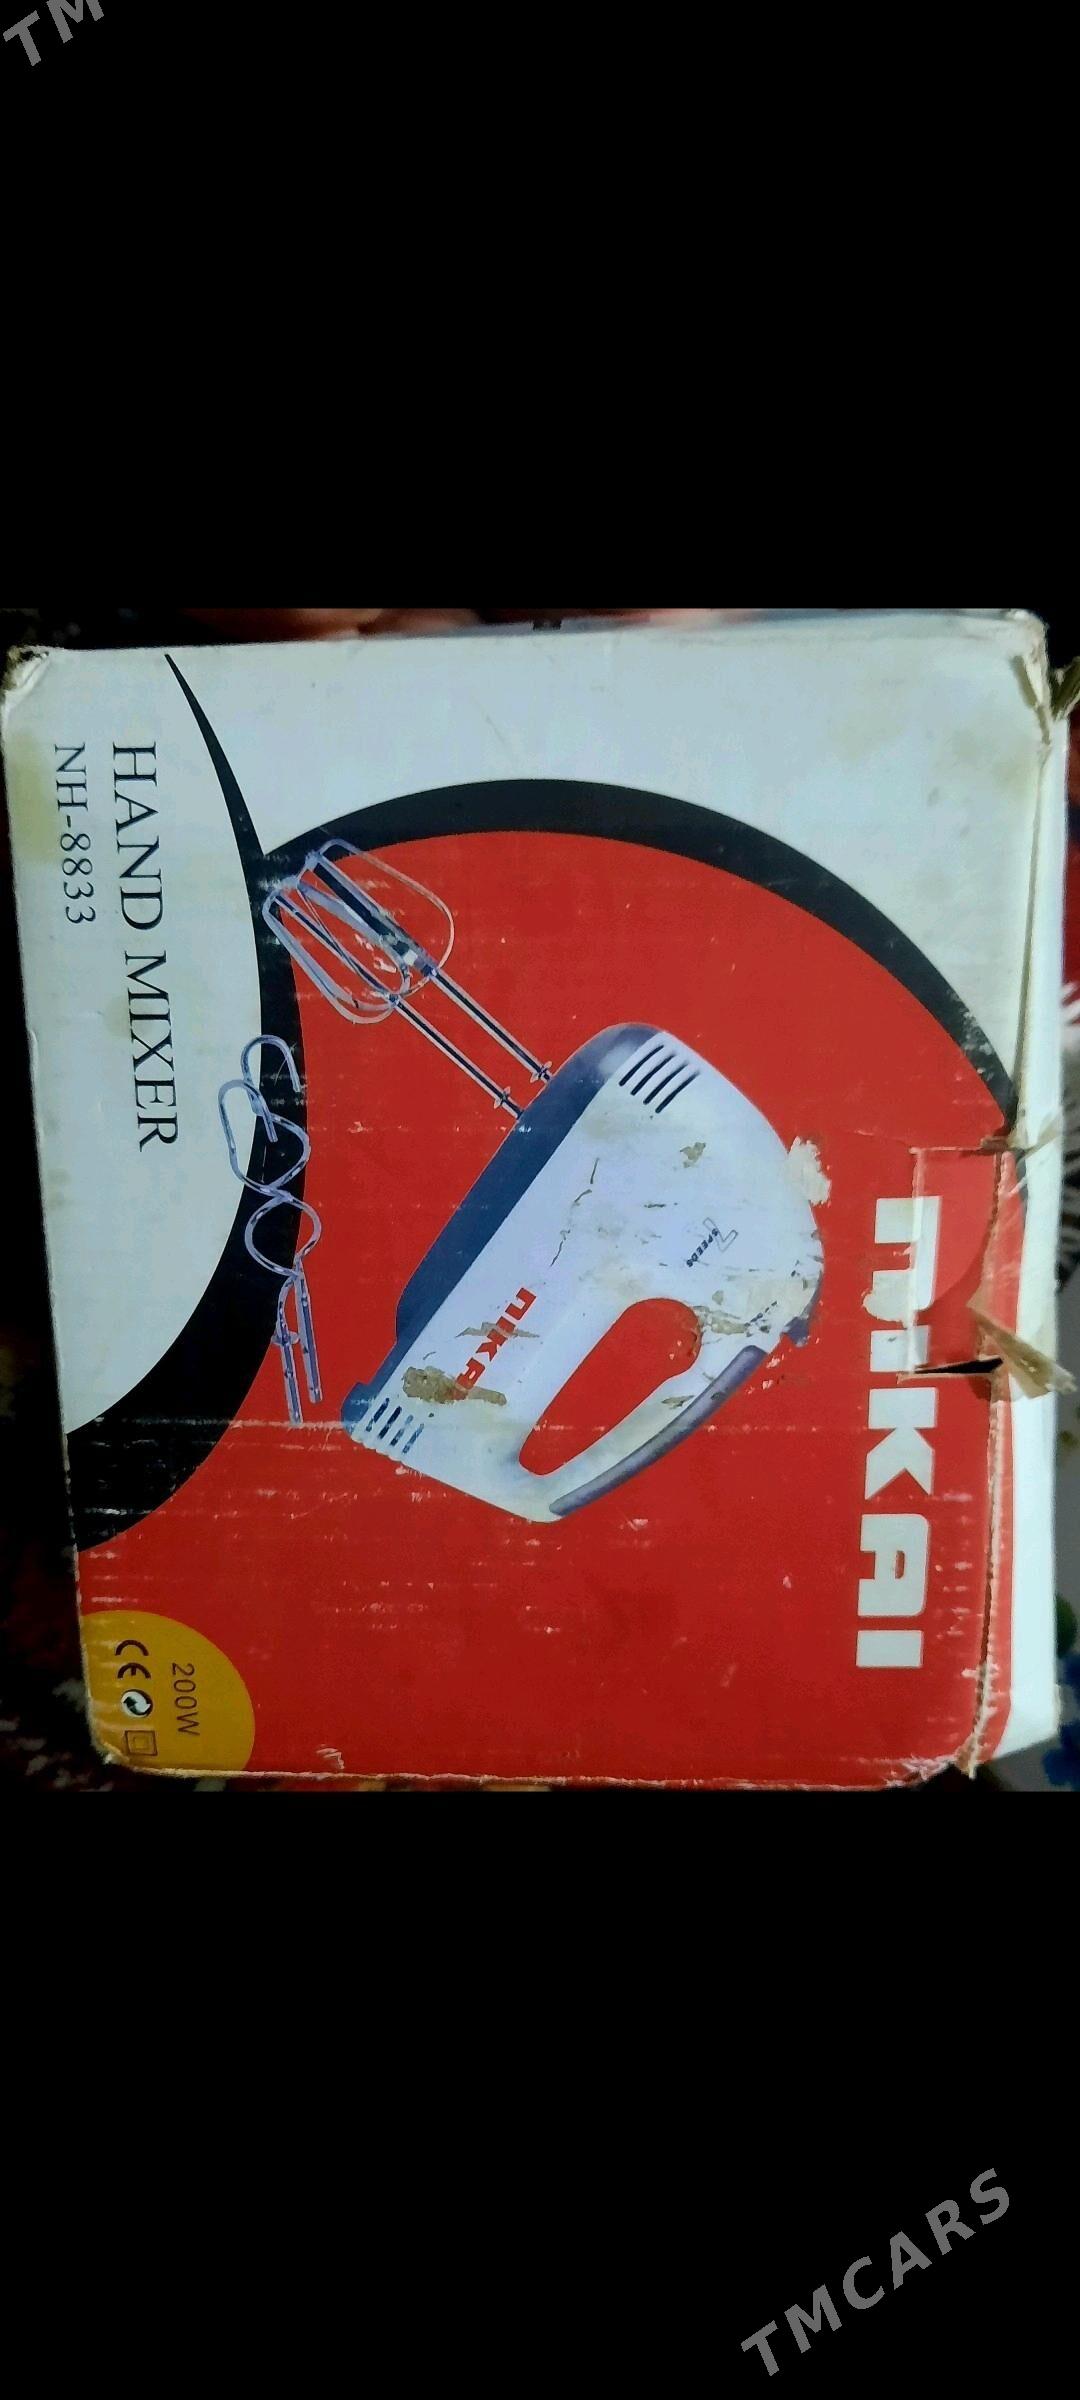 NIKAI
7
SPEEDS
NIKAI
HAND MIXER
NH-8833
200W
CE
TMCARS
TM